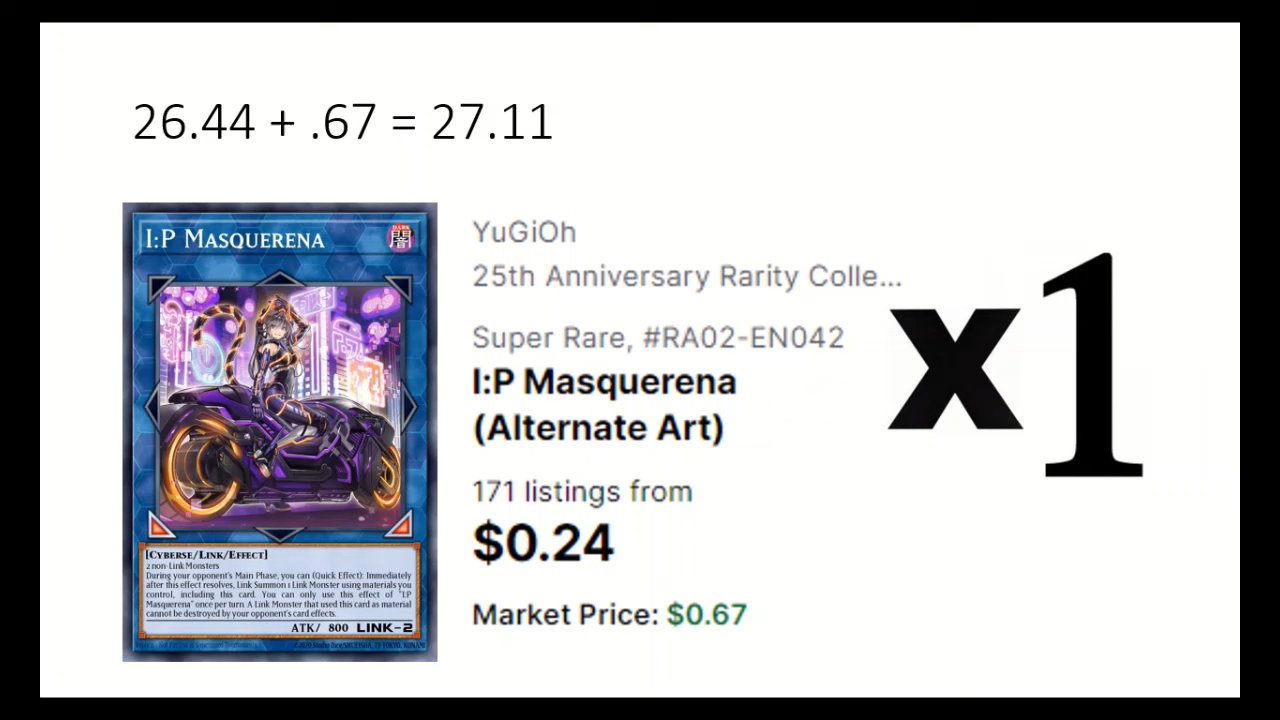 26.44 + .67 = 27.11
I:P MASQUERENA
DARK
闇
[CYBERSE/LINK/EFFECT]
2 non-Link Monsters
During your opponent's Main Phase, you can (Quick Effect): Immediately
after this effect resolves, Link Summon 1 Link Monster using materials you
control, including this card. You can only use this effect of "I:P
Masquerena" once per turn. A Link Monster that used this card as material
cannot be destroyed by your opponent's card effects.
ATK/ 800 LINK-2
YuGiOh
25th Anniversary Rarity Colle...
Super Rare, #RA02-EN042
I:P Masquerena
(Alternate Art)
171 listings from
$0.24
Market Price: $0.67
x1